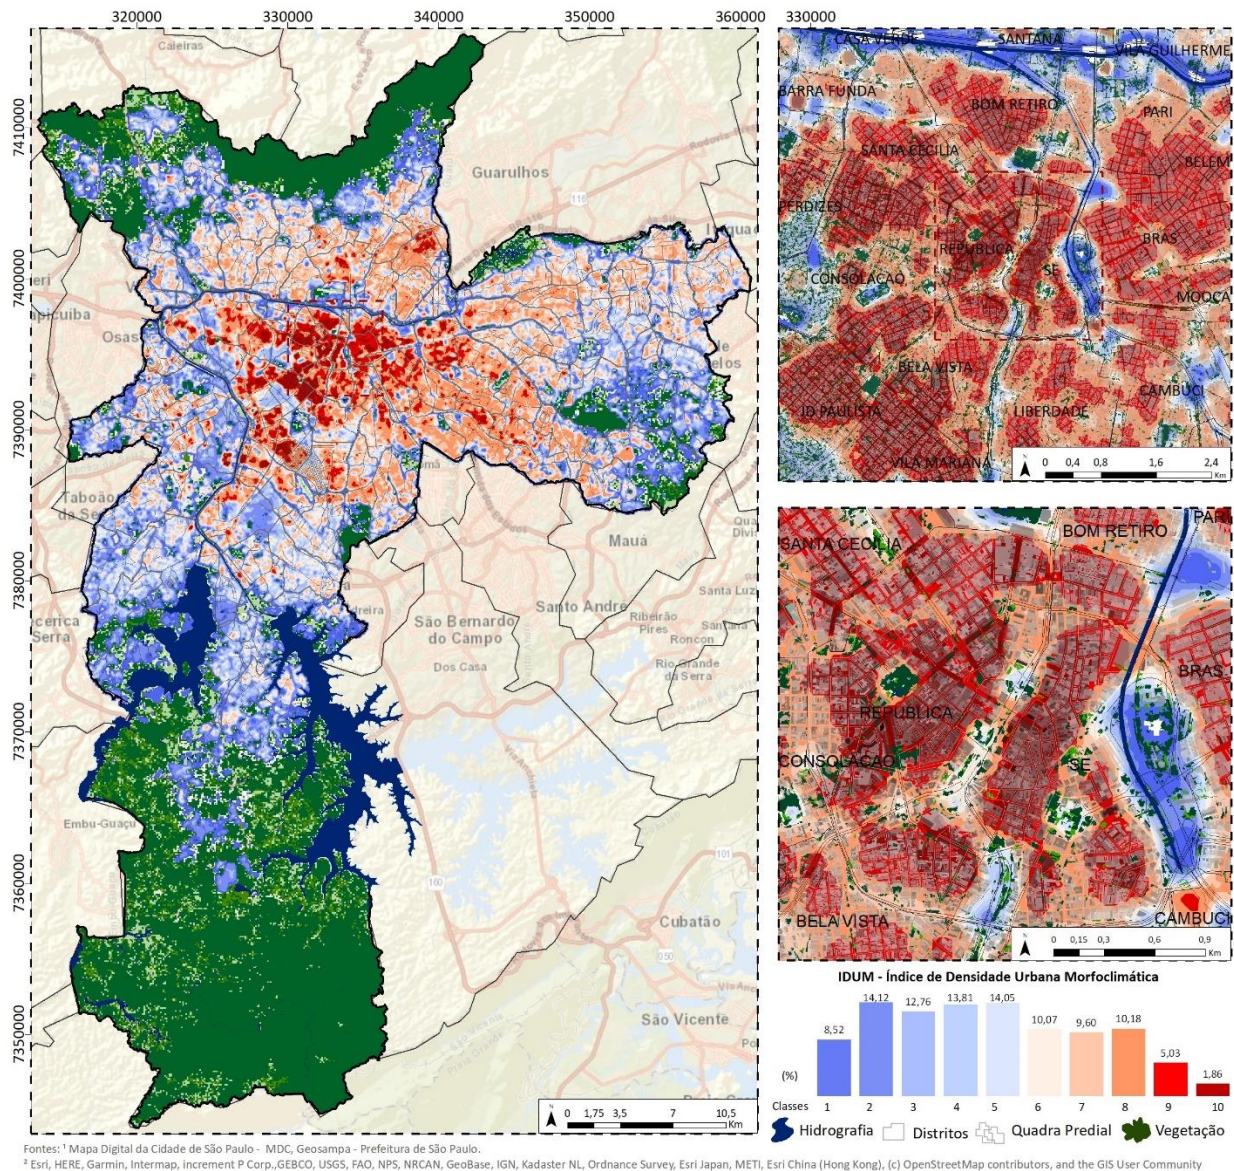 320000 330000 340000 350000 360000
330000
7410000
7400000
7390000
7380000
7370000
7360000
7350000
Caieiras
Guarulhos
116
Osas
apicuiba
Taboão
da Serra
Mauá
Santo André
Ribeirão
Pires
Santa Luz
São Bernardo
do Campo
Dos Casa
Rio Grande
da Serra
Embu-Guaçu
160
101
Cubatão
050
São Vicente
N
0 1,75 3,5 7 10,5
Km
CASA VERDE
SANTANA
VILA GUILHERME
BARRA FUNDA
BOM RETIRO
PARI
SANTA CECILIA
BELEM
PERDIZES
REPUBLICA
BRAS
SE
CONSOLACAO
MOOCA
BELA VISTA
CAMBUCI
JD PAULISTA
LIBERDADE
VILA MARIANA
N
0 0,4 0,8 1,6 2,4
Km
PARI
BOM RETIRO
SANTA CECILIA
BRAS
REPUBLICA
CONSOLACAO
SE
BELA VISTA
CAMBUCI
N
0 0,15 0,3 0,6 0,9
Km
IDUM - Índice de Densidade Urbana Morfoclimática
8,52 14,12 12,76 13,81 14,05 10,07 9,60 10,18 5,03 1,86
(%)
Classes 1 2 3 4 5 6 7 8 9 10
Hidrografia Distritos Quadra Predial Vegetação
Fontes: ¹ Mapa Digital da Cidade de São Paulo - MDC, Geosampa - Prefeitura de São Paulo.
² Esri, HERE, Garmin, Intermap, increment P Corp.,GEBCO, USGS, FAO, NPS, NRCAN, GeoBase, IGN, Kadaster NL, Ordnance Survey, Esri Japan, METI, Esri China (Hong Kong), (c) OpenStreetMap contributors, and the GIS User Community